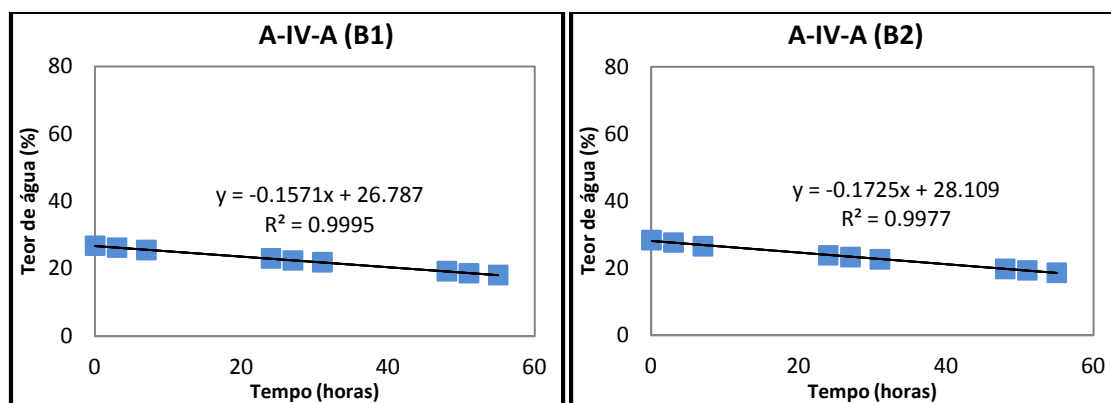 A-IV-A (B1)
80
60
40
20
0
Teor de água (%)
y = -0.1571x + 26.787
R² = 0.9995
0 20 40 60
Tempo (horas)
A-IV-A (B2)
80
60
40
20
0
Teor de água (%)
y = -0.1725x + 28.109
R² = 0.9977
0 20 40 60
Tempo (horas)